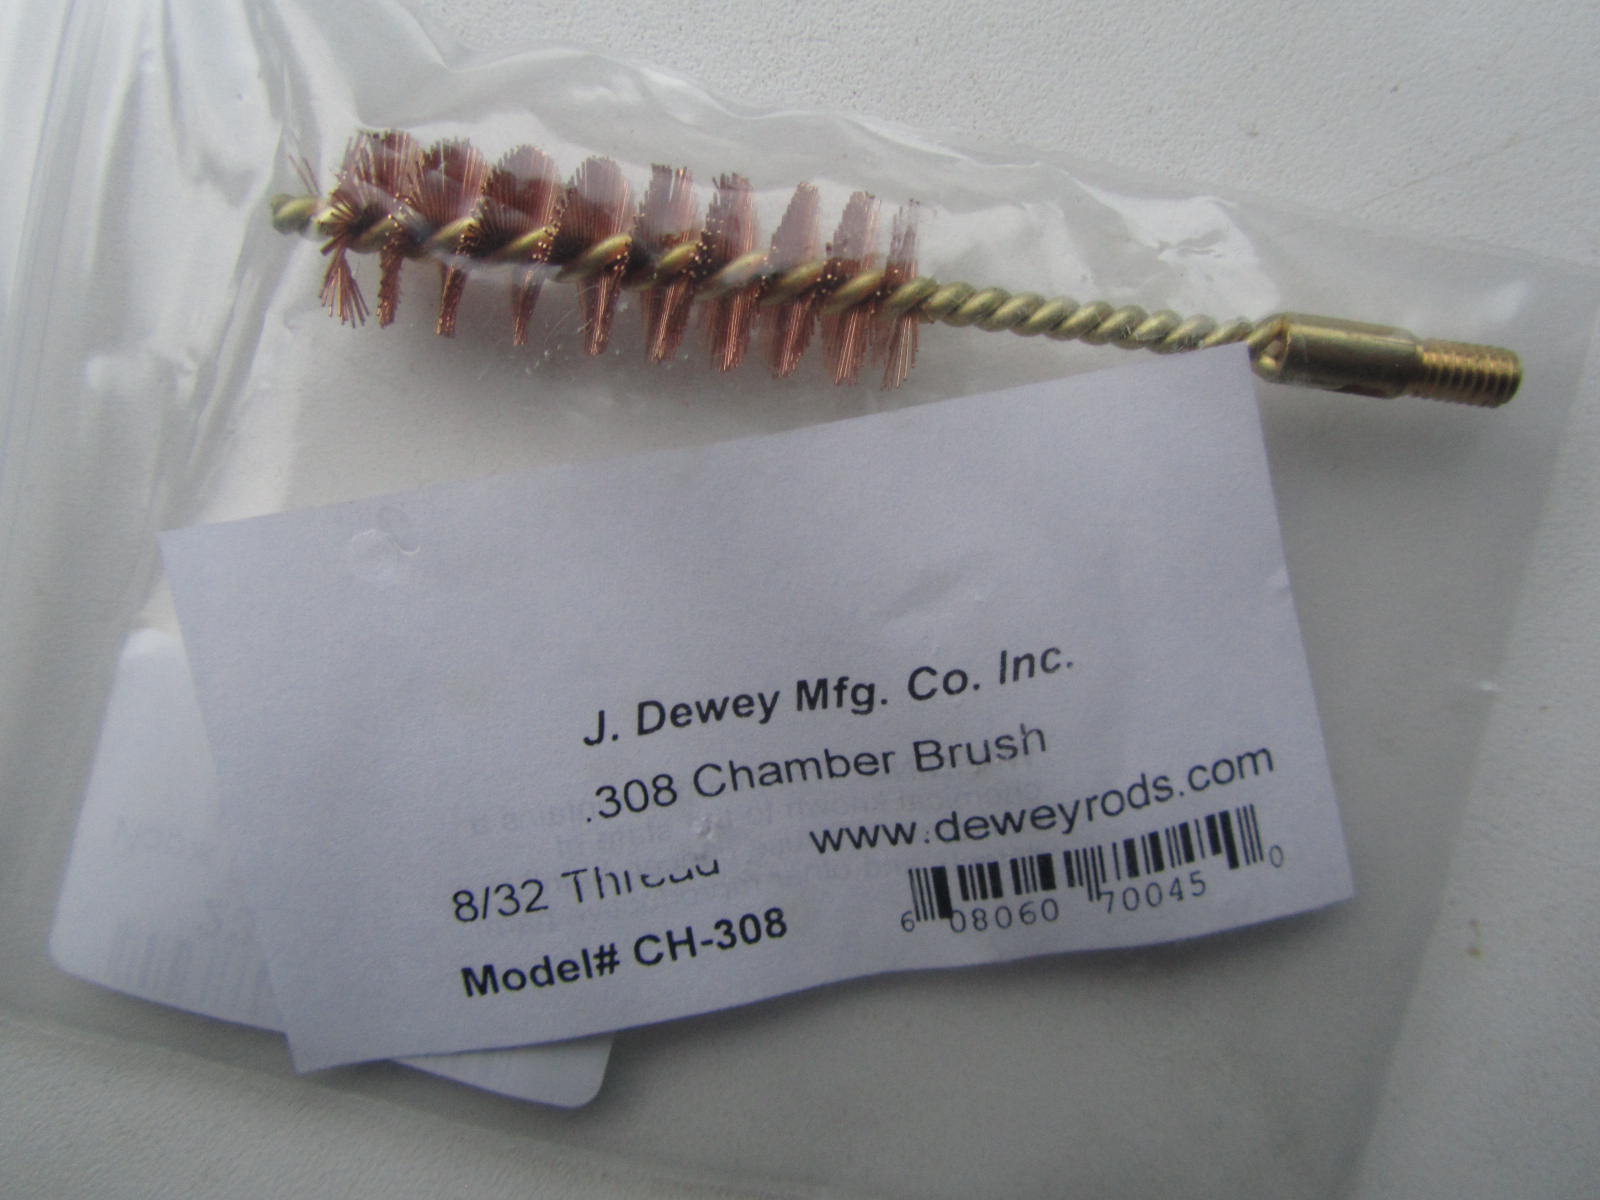 J. Dewey Mfg. Co. Inc.
.308 Chamber Brush
8/32 Thread
www.deweyrods.com
Model# CH-308
6 08060 70045 0